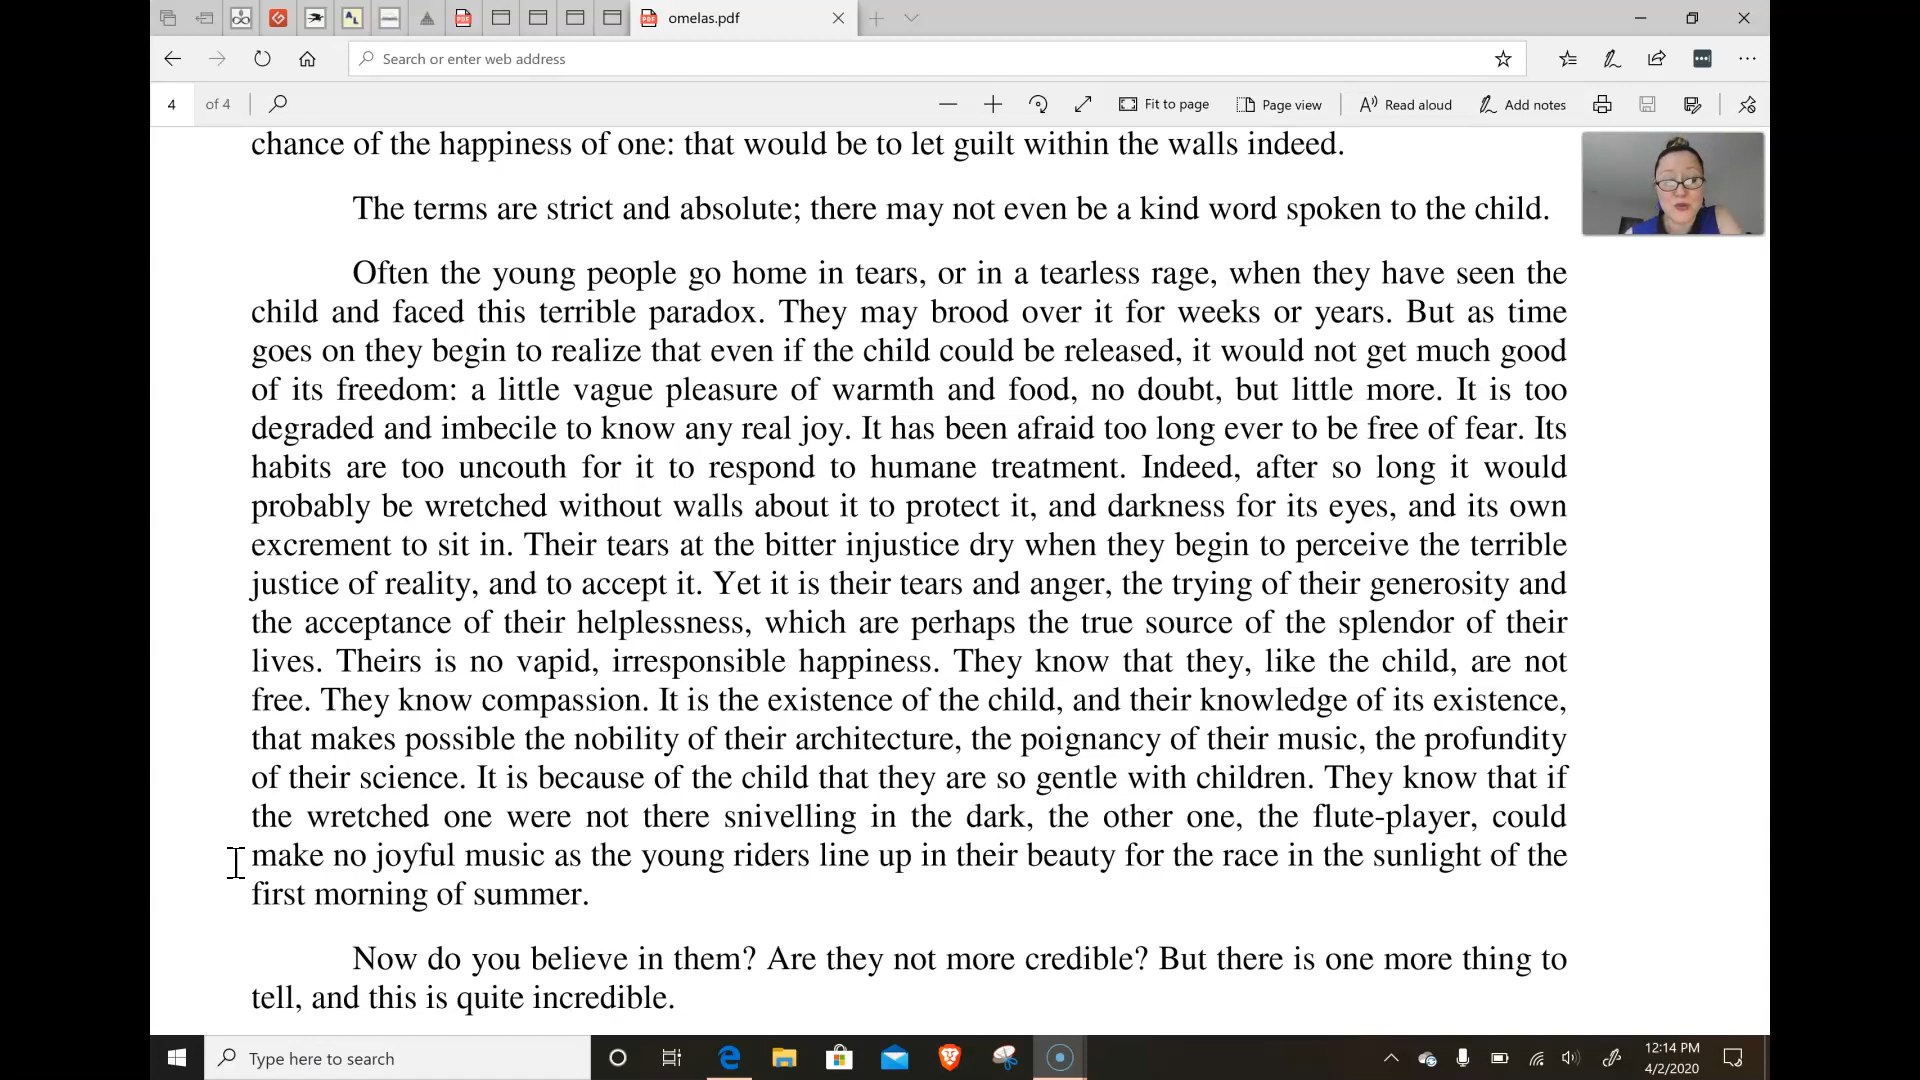 omelas.pdf
Search or enter web address
4 of 4
Fit to page
Page view
Read aloud
Add notes
chance of the happiness of one: that would be to let guilt within the walls indeed.
The terms are strict and absolute; there may not even be a kind word spoken to the child.
Often the young people go home in tears, or in a tearless rage, when they have seen the
child and faced this terrible paradox. They may brood over it for weeks or years. But as time
goes on they begin to realize that even if the child could be released, it would not get much good
of its freedom: a little vague pleasure of warmth and food, no doubt, but little more. It is too
degraded and imbecile to know any real joy. It has been afraid too long ever to be free of fear. Its
habits are too uncouth for it to respond to humane treatment. Indeed, after so long it would
probably be wretched without walls about it to protect it, and darkness for its eyes, and its own
excrement to sit in. Their tears at the bitter injustice dry when they begin to perceive the terrible
justice of reality, and to accept it. Yet it is their tears and anger, the trying of their generosity and
the acceptance of their helplessness, which are perhaps the true source of the splendor of their
lives. Theirs is no vapid, irresponsible happiness. They know that they, like the child, are not
free. They know compassion. It is the existence of the child, and their knowledge of its existence,
that makes possible the nobility of their architecture, the poignancy of their music, the profundity
of their science. It is because of the child that they are so gentle with children. They know that if
the wretched one were not there snivelling in the dark, the other one, the flute-player, could
make no joyful music as the young riders line up in their beauty for the race in the sunlight of the
first morning of summer.
Now do you believe in them? Are they not more credible? But there is one more thing to
tell, and this is quite incredible.
Type here to search
12:14 PM
4/2/2020